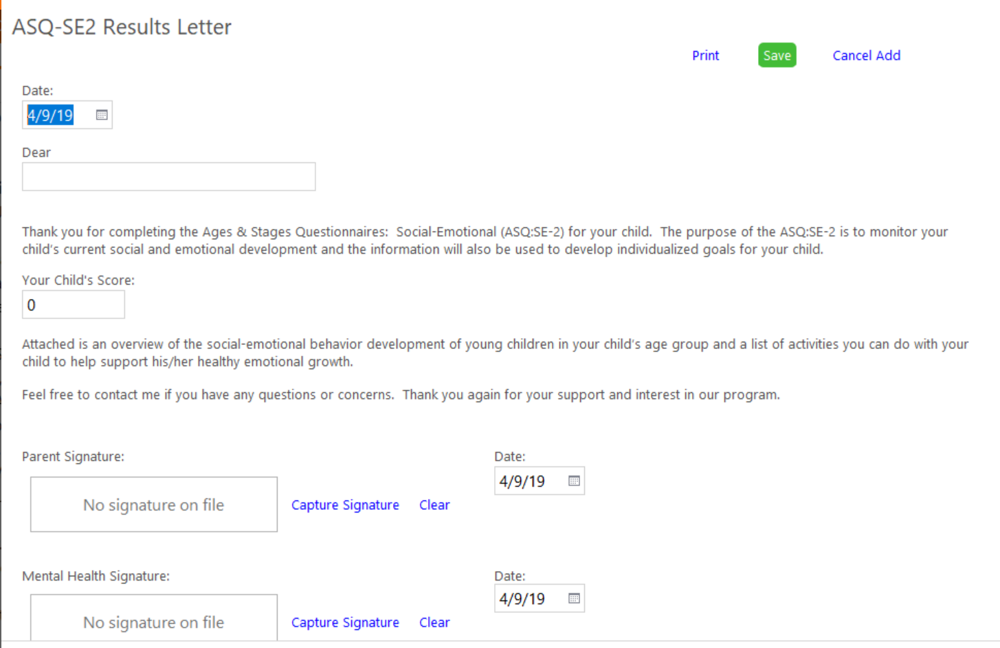 ASQ-SE2 Results Letter
Print Save Cancel Add
Date:
4/9/19
Dear
Thank you for completing the Ages & Stages Questionnaires:  Social-Emotional (ASQ:SE-2) for your child.  The purpose of the ASQ:SE-2 is to monitor your
child's current social and emotional development and the information will also be used to develop individualized goals for your child.
Your Child's Score:
0
Attached is an overview of the social-emotional behavior development of young children in your child's age group and a list of activities you can do with your
child to help support his/her healthy emotional growth.
Feel free to contact me if you have any questions or concerns.  Thank you again for your support and interest in our program.
Parent Signature: Date:
4/9/19
No signature on file Capture Signature Clear
Mental Health Signature: Date:
4/9/19
No signature on file Capture Signature Clear